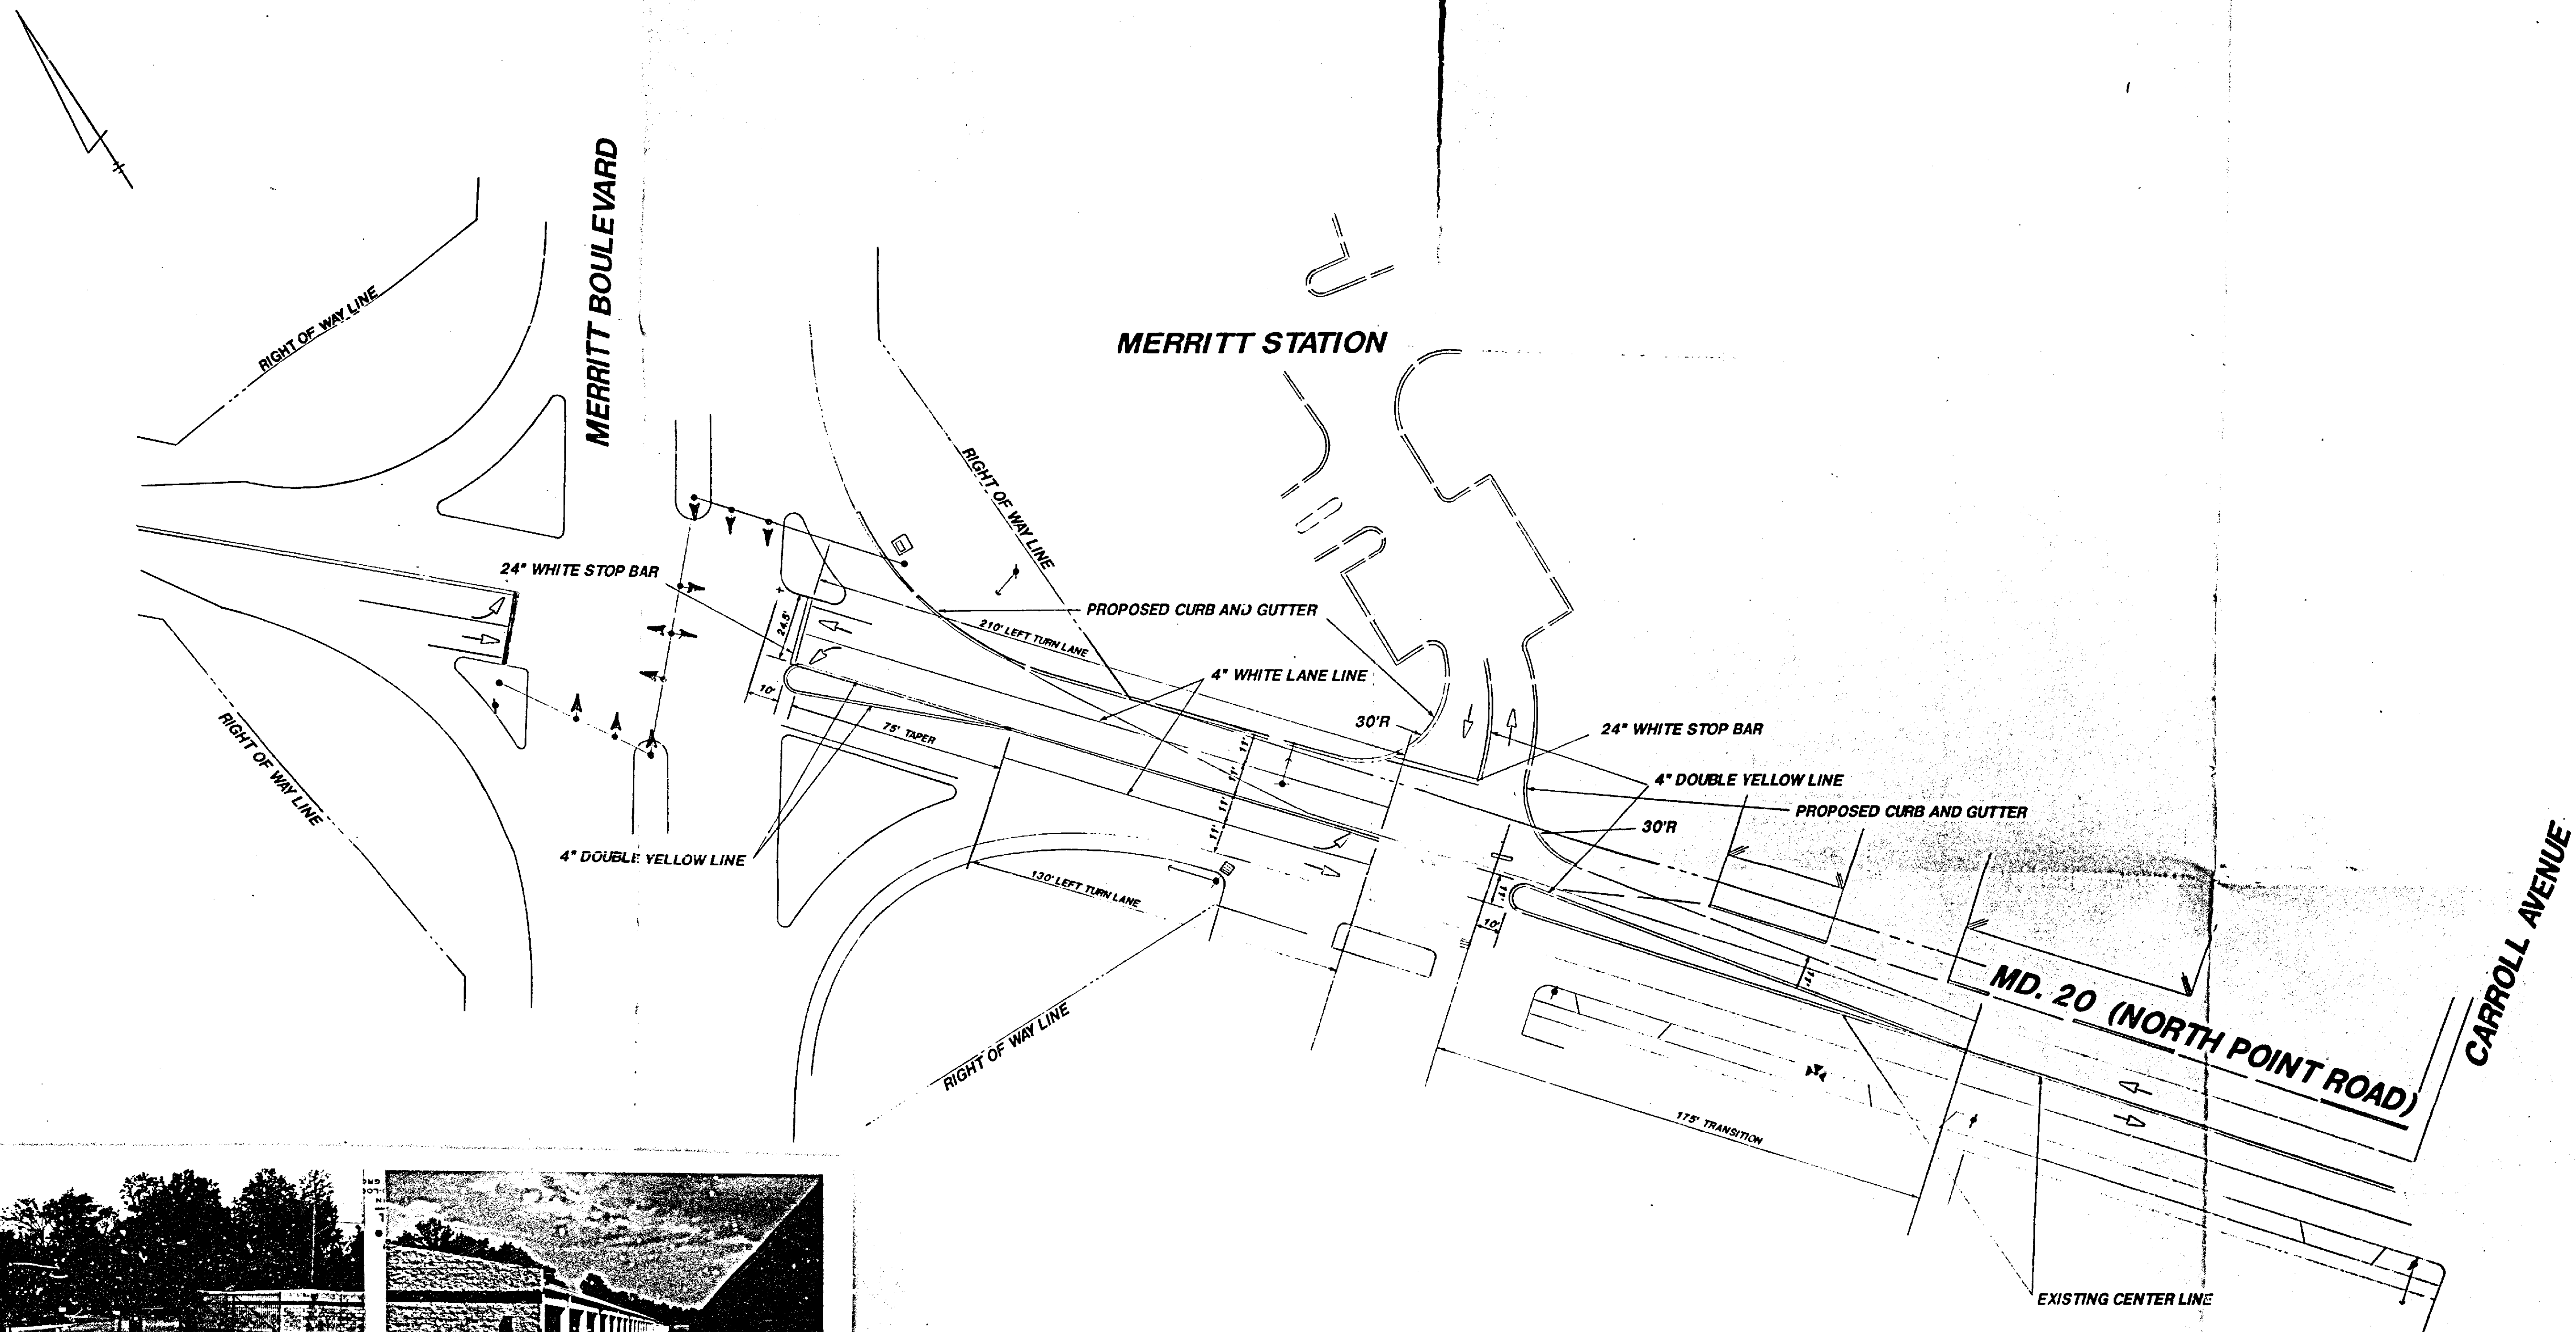 MERRITT BOULEVARD
RIGHT OF WAY LINE
MERRITT STATION
RIGHT OF WAY LINE
24" WHITE STOP BAR
PROPOSED CURB AND GUTTER
210' LEFT TURN LANE
24.5'
4" WHITE LANE LINE
10'
75' TAPER
30'R
24" WHITE STOP BAR
11'
11'
11'
11'
4" DOUBLE YELLOW LINE
PROPOSED CURB AND GUTTER
30'R
RIGHT OF WAY LINE
4" DOUBLE YELLOW LINE
130' LEFT TURN LANE
11'
10'
11'
MD. 20 (NORTH POINT ROAD)
CARROLL AVENUE
RIGHT OF WAY LINE
175' TRANSITION
EXISTING CENTER LINE